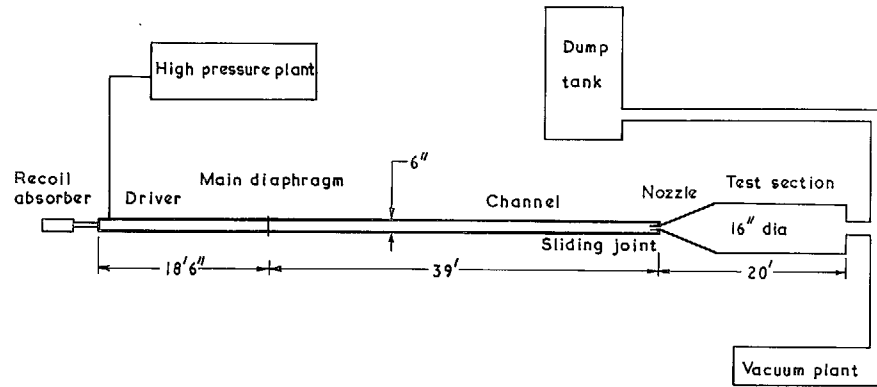 High pressure plant
Dump
tank
6"
Recoil
absorber
Driver
Main diaphragm
Channel
Nozzle
Test section
16" dia
Sliding joint
18'6"
39'
20'
Vacuum plant